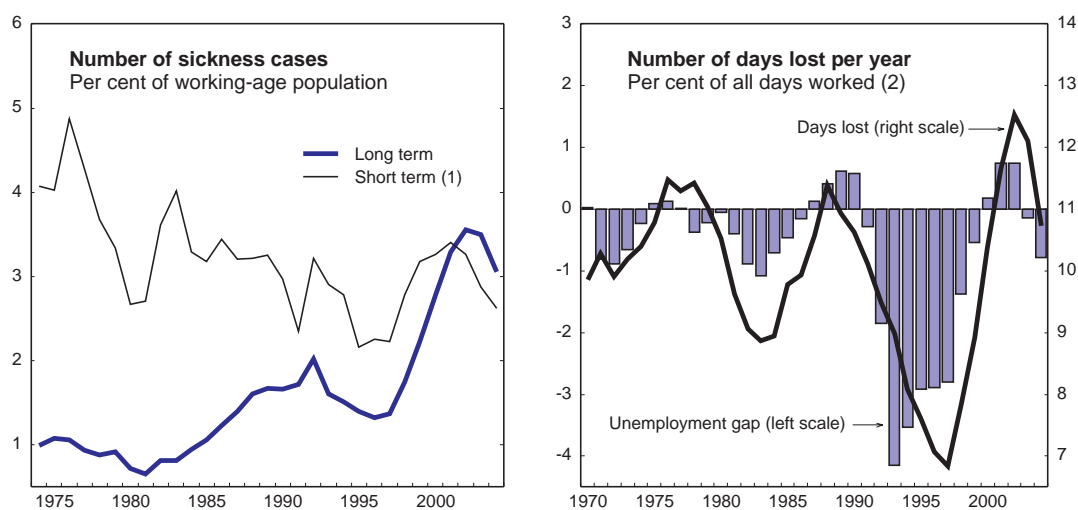 Number of sickness cases
Per cent of working-age population
6
5
4
3
2
1
Long term
Short term (1)
1975 1980 1985 1990 1995 2000
Number of days lost per year
Per cent of all days worked (2)
3
2
1
0
-1
-2
-3
-4
14
13
12
11
10
9
8
7
Days lost (right scale)
Unemployment gap (left scale)
1970 1975 1980 1985 1990 1995 2000